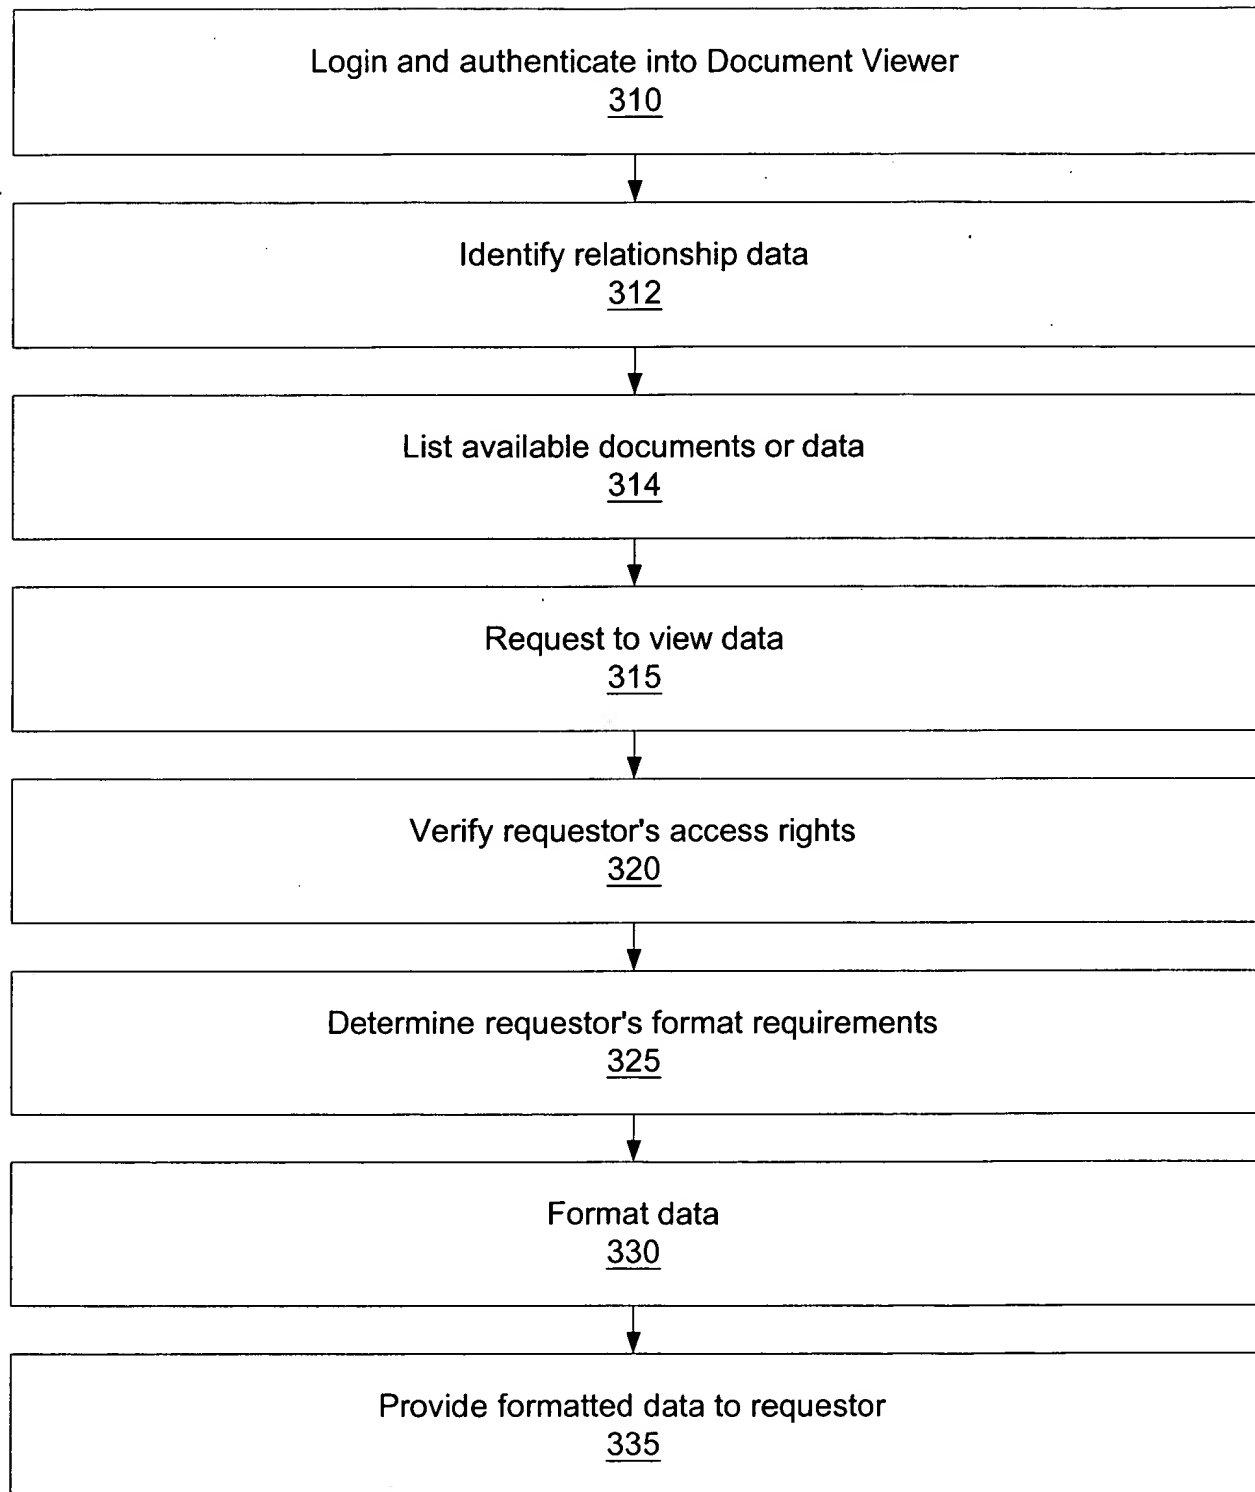 Login and authenticate into Document Viewer
310
Identify relationship data
312
List available documents or data
314
Request to view data
315
Verify requestor's access rights
320
Determine requestor's format requirements
325
Format data
330
Provide formatted data to requestor
335